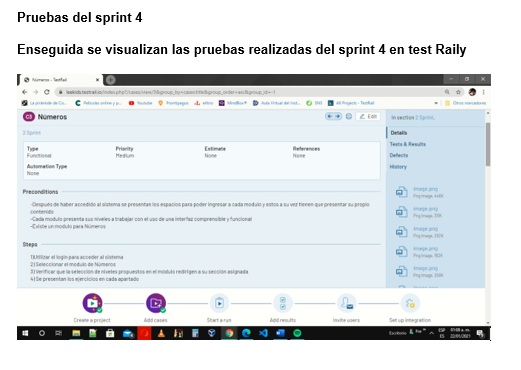 Pruebas del sprint 4
Enseguida se visualizan las pruebas realizadas del sprint 4 en test Raily
Números - TestRail
Youtube
Otros marcadores
Números
Edit
In section 2 Sprint.
2 Sprint
Details
Type
Priority
Estimate
References
Functional
Medium
None
None
Tests & Results
Defects
Automation Type
None
History
Preconditions
-Después de haber accedido al sistema se presentan los espacios para poder ingresar a cada modulo y estos a su vez tienen que presentar su propio
contenido
-Cada modulo presenta sus niveles a trabajar con el uso de una interfaz comprensible y functional
-Existe un modulo para Números
Steps
1)Utilizar el login para acceder al sistema
2) Seleccionar el modulo de Números
3) Verificar que la selección de niveles propuestos en el módulo redirigen a su sección asignada
4) Se presentan los ejercicios en cada apartado
image.png
image.png
image.png
image.png
image.png
Create a project
Add cases
Start a run
Add results
Invite users
Set up integration
Escritorio
ESP
ES
22/01/2021